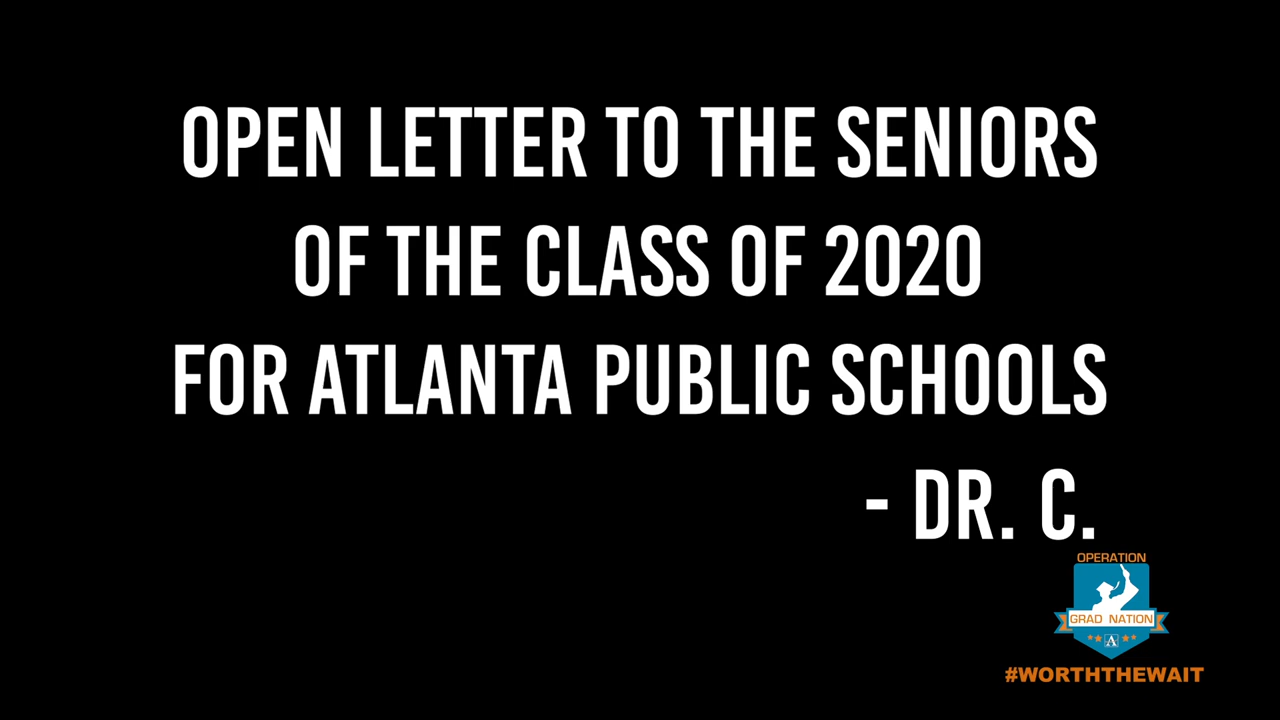 OPEN LETTER TO THE SENIORS
OF THE CLASS OF 2020
FOR ATLANTA PUBLIC SCHOOLS
- DR. C.
OPERATION
GRAD NATION
A
#WORTHTHEWAIT